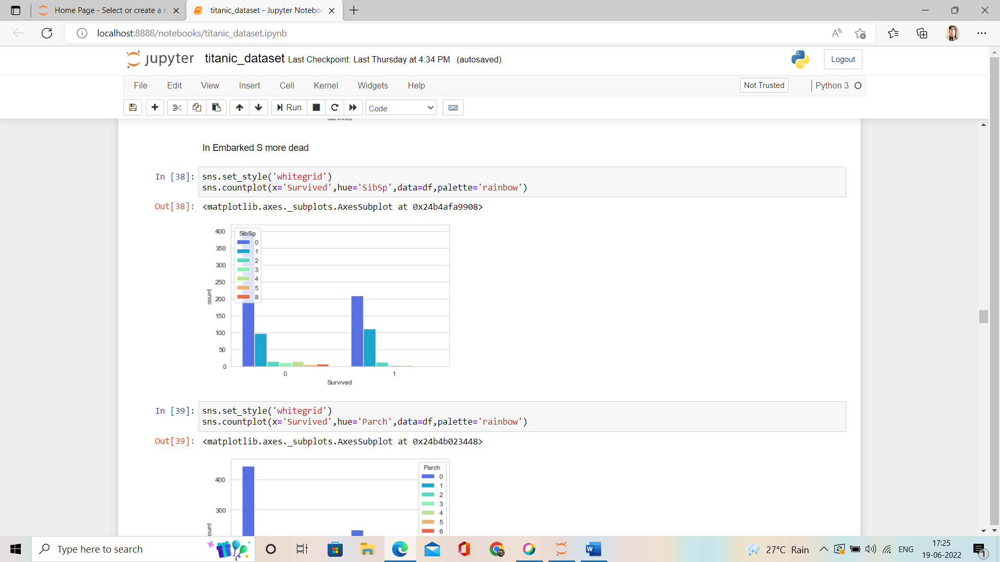 Home Page - Select or create a n
titanic_dataset - Jupyter Notebo
localhost:8888/notebooks/titanic_dataset.ipynb
jupyter titanic_dataset Last Checkpoint: Last Thursday at 4:34 PM (autosaved)
Logout
File Edit View Insert Cell Kernel Widgets Help
Not Trusted
Python 3
Run
Code
Survived
In Embarked S more dead
In [38]: sns.set_style('whitegrid')
sns.countplot(x='Survived',hue='SibSp',data=df,palette='rainbow')
Out[38]: <matplotlib.axes._subplots.AxesSubplot at 0x24b4afa9908>
SibSp
0
1
2
3
4
5
8
400
350
300
250
200
150
100
50
0
count
0 1
Survived
In [39]: sns.set_style('whitegrid')
sns.countplot(x='Survived',hue='Parch',data=df,palette='rainbow')
Out[39]: <matplotlib.axes._subplots.AxesSubplot at 0x24b4b023448>
Parch
0
1
2
3
4
5
6
400
300
ount
Type here to search
27°C Rain
ENG
17:25
19-06-2022
1